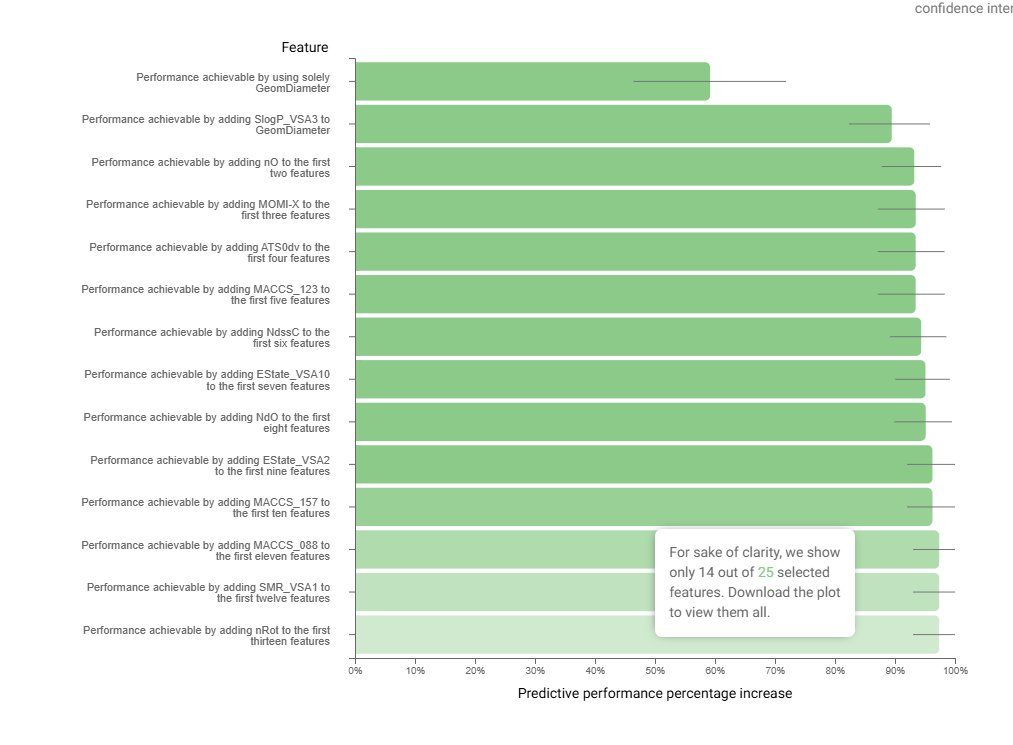 confidence inter
Feature
Performance achievable by using solely
GeomDiameter
Performance achievable by adding SlogP_VSA3 to
GeomDiameter
Performance achievable by adding nO to the first
two features
Performance achievable by adding MOMI-X to the
first three features
Performance achievable by adding ATS0dv to the
first four features
Performance achievable by adding MACCS_123 to
the first five features
Performance achievable by adding NdssC to the
first six features
Performance achievable by adding EState_VSA10
to the first seven features
Performance achievable by adding NdO to the first
eight features
Performance achievable by adding EState_VSA2
to the first nine features
Performance achievable by adding MACCS_157 to
the first ten features
Performance achievable by adding MACCS_088 to
the first eleven features
Performance achievable by adding SMR_VSA1 to
the first twelve features
Performance achievable by adding nRot to the first
thirteen features
For sake of clarity, we show
only 14 out of 25 selected
features. Download the plot
to view them all.
0% 10% 20% 30% 40% 50% 60% 70% 80% 90% 100%
Predictive performance percentage increase